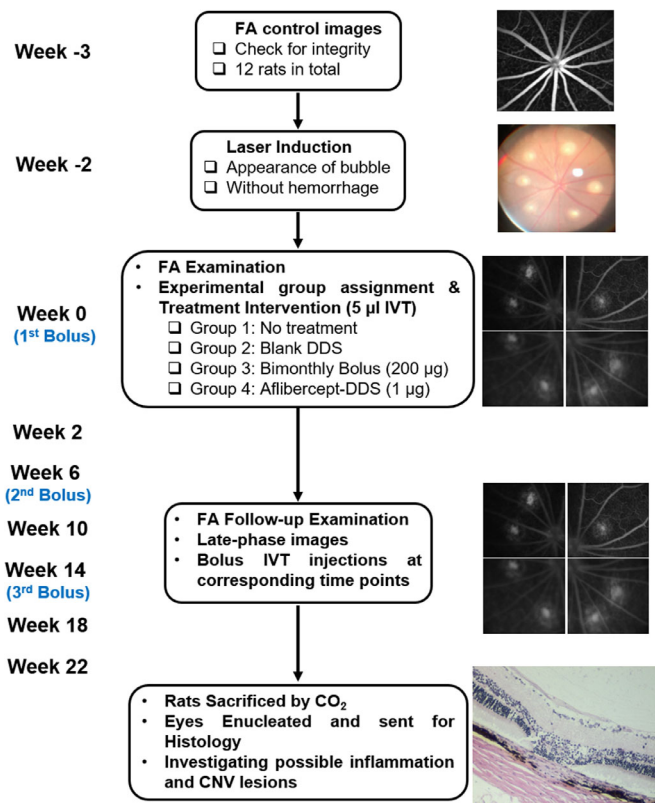 FA control images
Week -3
❑ Check for integrity
❑ 12 rats in total
Laser Induction
Week -2
❑ Appearance of bubble
❑ Without hemorrhage
• FA Examination
• Experimental group assignment &
Treatment Intervention (5 µl IVT)
Week 0
(1st Bolus)
❑ Group 1: No treatment
❑ Group 2: Blank DDS
❑ Group 3: Bimonthly Bolus (200 µg)
❑ Group 4: Aflibercept-DDS (1 µg)
Week 2
Week 6
(2nd Bolus)
Week 10
Week 14
(3rd Bolus)
• FA Follow-up Examination
• Late-phase images
• Bolus IVT injections at
corresponding time points
Week 18
Week 22
• Rats Sacrificed by CO2
• Eyes Enucleated and sent for
Histology
• Investigating possible inflammation
and CNV lesions